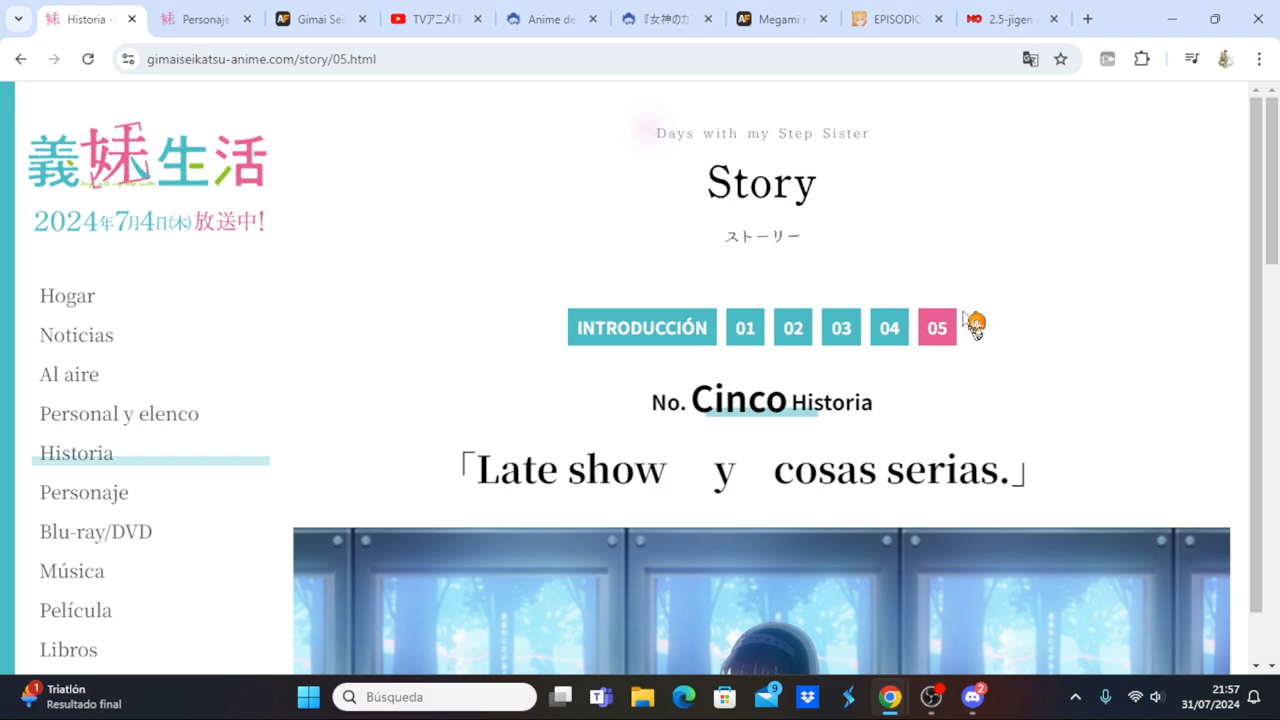 Historia -
Personaje
Gimai Sei
TVアニメ『
Anime de
『女神のカ
Megami n
EPISODIO
2.5-jigen
gimaiseikatsu-anime.com/story/05.html
義妹生活
2024年7月4日(木)放送中!
Hogar
Noticias
Al aire
Personal y elenco
Historia
Personaje
Blu-ray/DVD
Música
Película
Libros
Days with my Step Sister
Story
ストーリー
INTRODUCCIÓN 01 02 03 04 05
No. Cinco Historia
「Late show y cosas serias.」
1
Triatlón
Resultado final
Búsqueda
9
2
21:57
31/07/2024